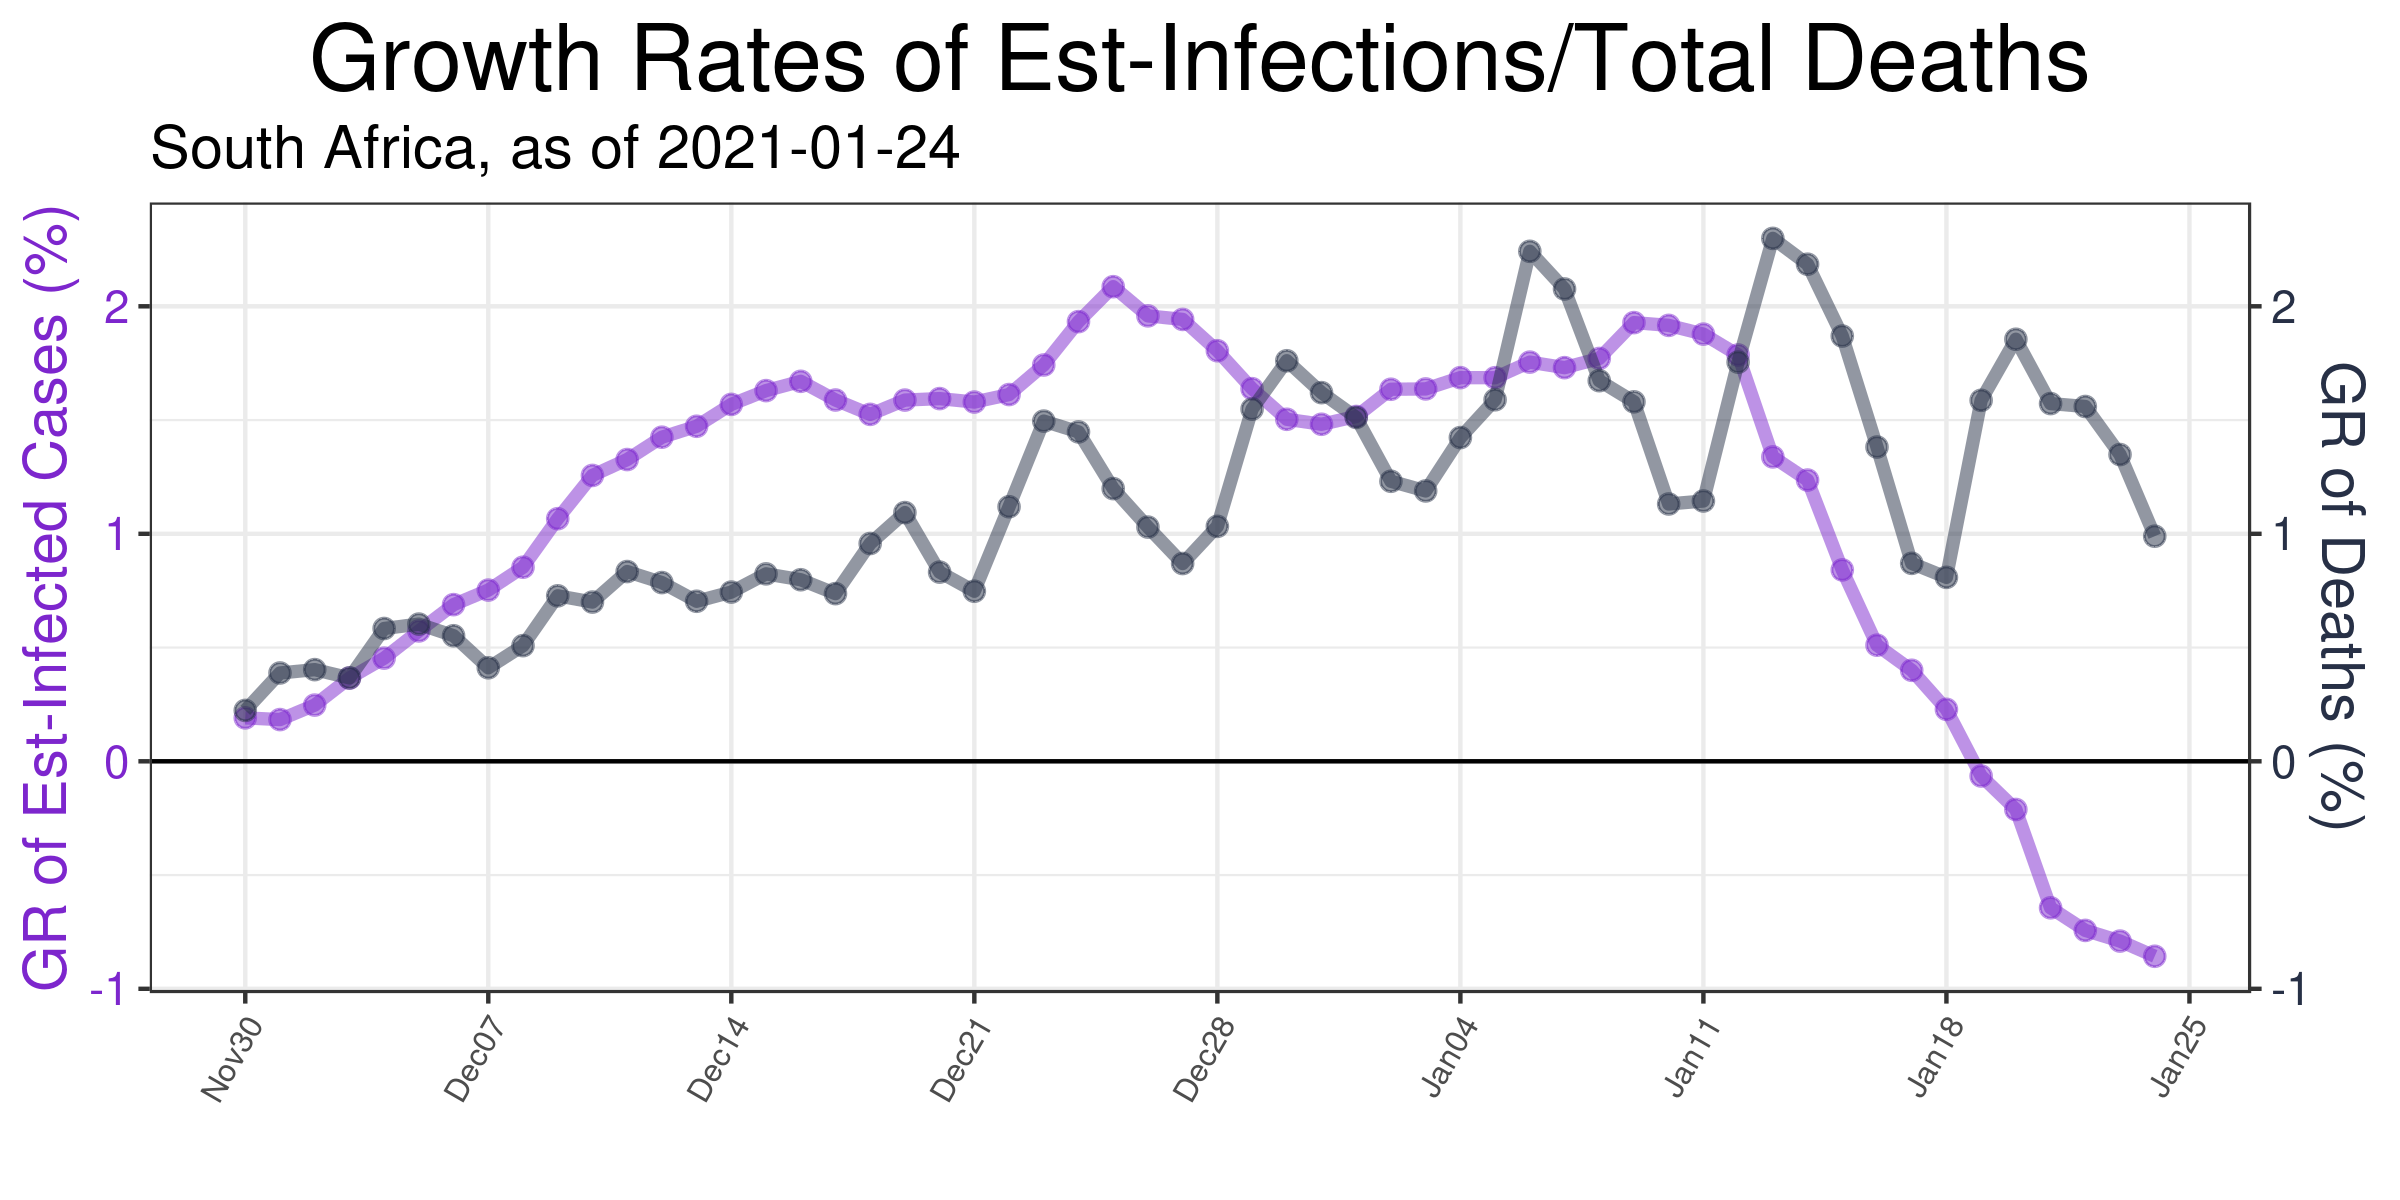 Growth Rates of Est-Infections/Total Deaths
South Africa, as of 2021-01-24
GR of Est-Infected Cases (%)
2
1
0
-1
2
1
0
-1
GR of Deaths (%)
Nov30
Dec07
Dec14
Dec21
Dec28
Jan04
Jan11
Jan18
Jan25